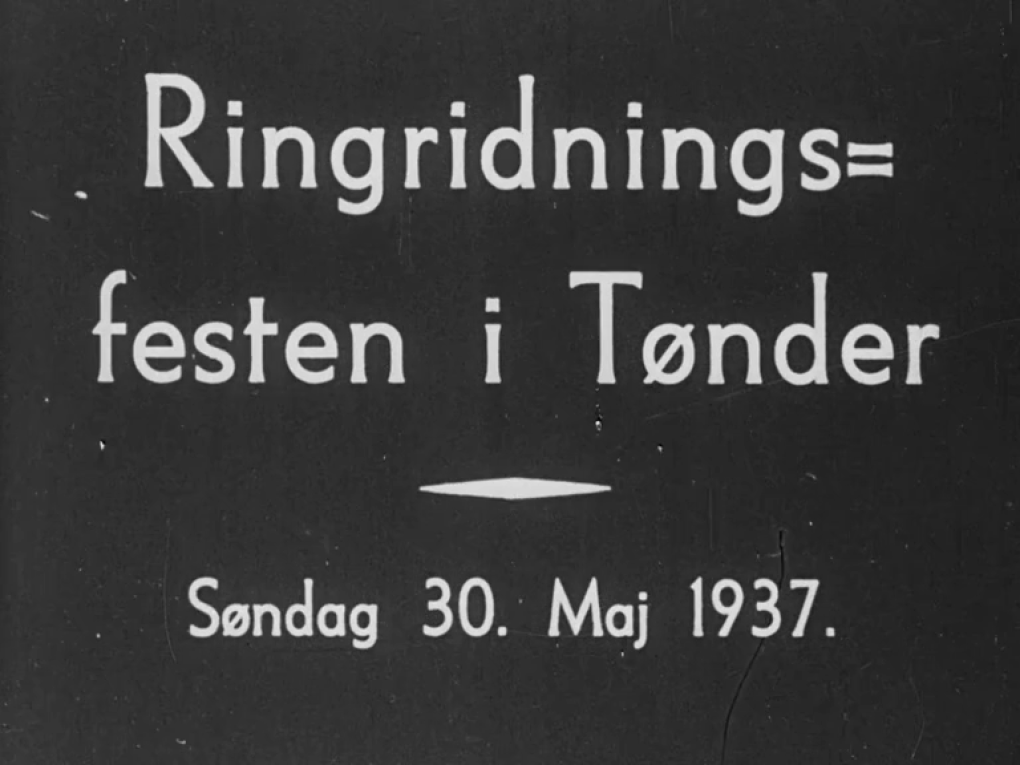 Ringridnings=
festen i Tønder
Søndag 30. Maj 1937.